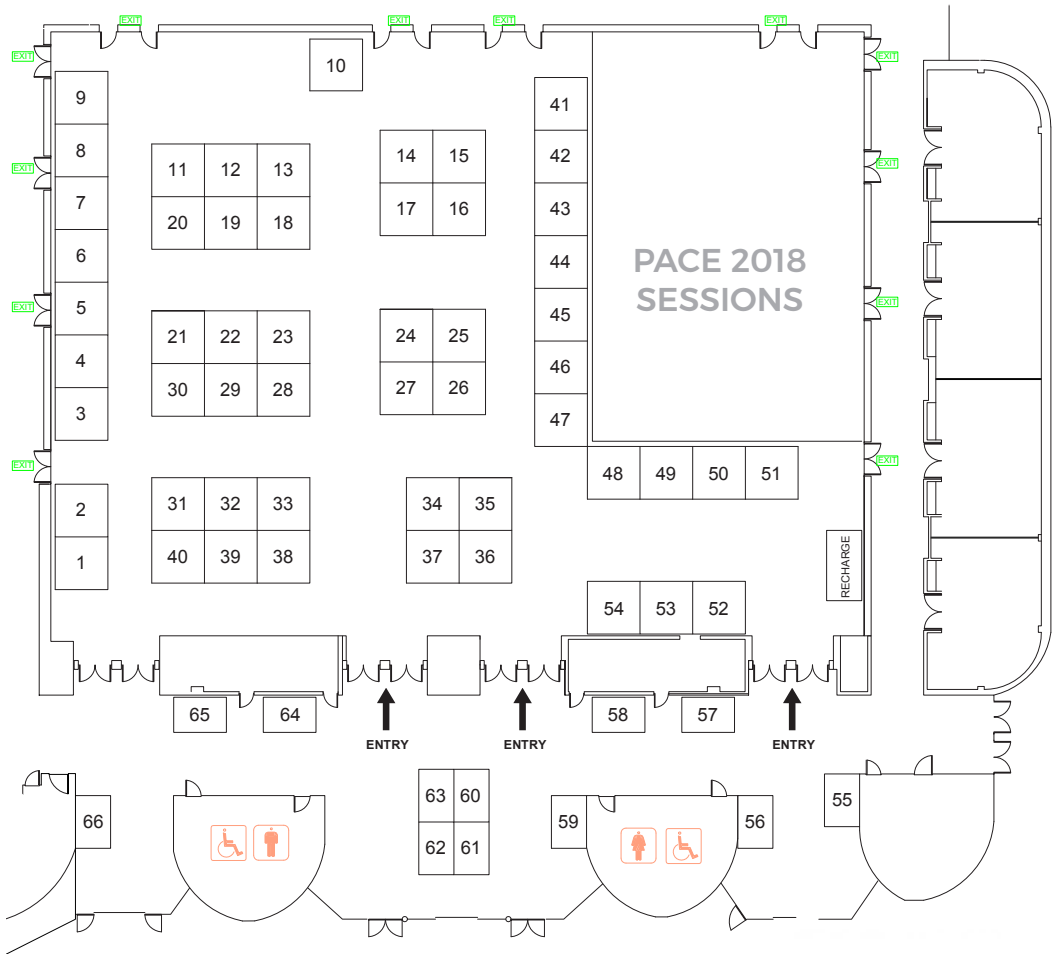 EXIT EXIT EXIT EXIT
EXIT EXIT
10
9 41
8 14 15 42
11 12 13
EXIT EXIT
7 17 16 43
20 19 18
6 44
PACE 2018
SESSIONS
EXIT EXIT
5 45
21 22 23 24 25
4 46
30 29 28 27 26
3 47
EXIT EXIT
48 49 50 51
2 31 32 33 34 35
1 40 39 38 37 36
RECHARGE
54 53 52
65 64 58 57
ENTRY ENTRY ENTRY
63 60 55
66 59 56
62 61